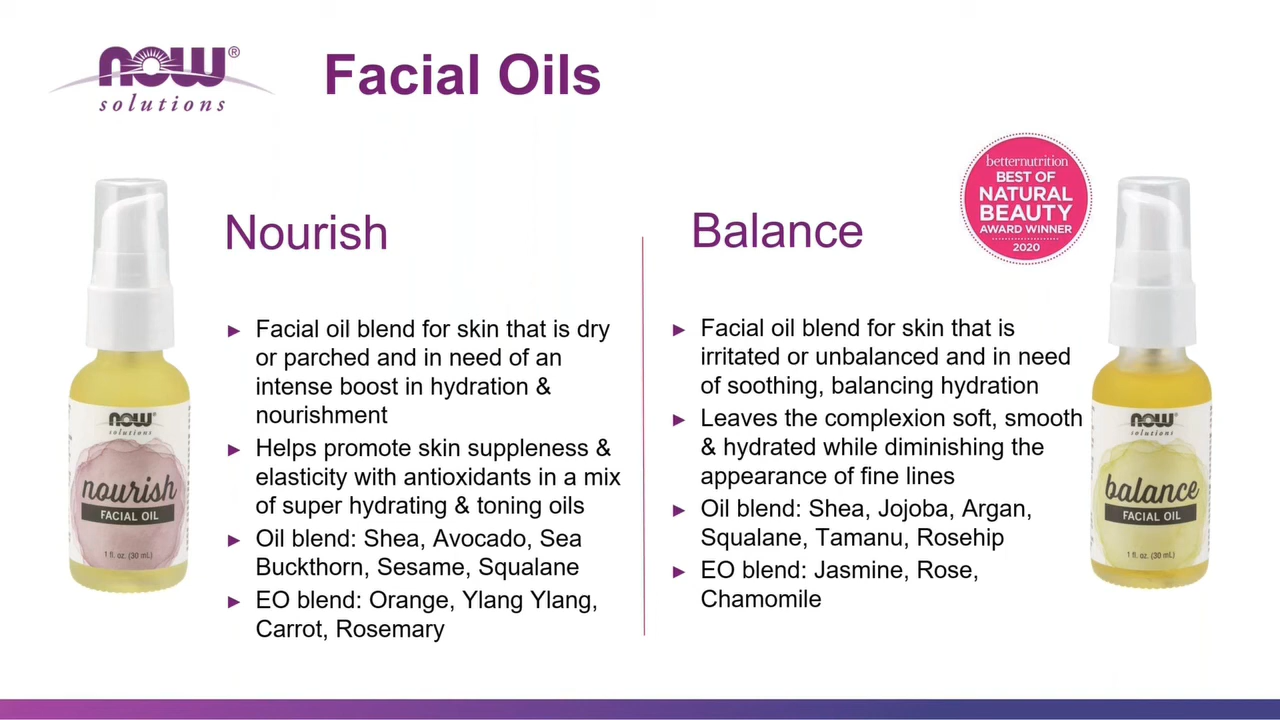 now®
solutions
Facial Oils
Nourish
► Facial oil blend for skin that is dry
or parched and in need of an
intense boost in hydration &
nourishment
► Helps promote skin suppleness &
elasticity with antioxidants in a mix
of super hydrating & toning oils
► Oil blend: Shea, Avocado, Sea
Buckthorn, Sesame, Squalane
► EO blend: Orange, Ylang Ylang,
Carrot, Rosemary
now
solutions
nourish
FACIAL OIL
1 fl. oz. (30 mL)
Balance
► Facial oil blend for skin that is
irritated or unbalanced and in need
of soothing, balancing hydration
► Leaves the complexion soft, smooth
& hydrated while diminishing the
appearance of fine lines
► Oil blend: Shea, Jojoba, Argan,
Squalane, Tamanu, Rosehip
► EO blend: Jasmine, Rose,
Chamomile
betternutrition
BEST OF
NATURAL
BEAUTY
AWARD WINNER
2020
now
solutions
balance
FACIAL OIL
1 fl. oz. (30 mL)